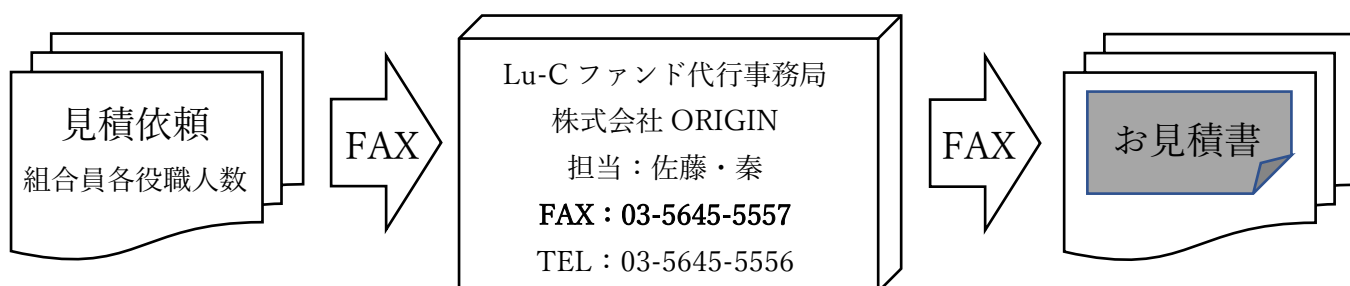 見積依頼
組合員各役職人数
FAX
Lu-C ファンド代行事務局
株式会社 ORIGIN
担当：佐藤・秦
FAX：03-5645-5557
TEL：03-5645-5556
FAX
お見積書